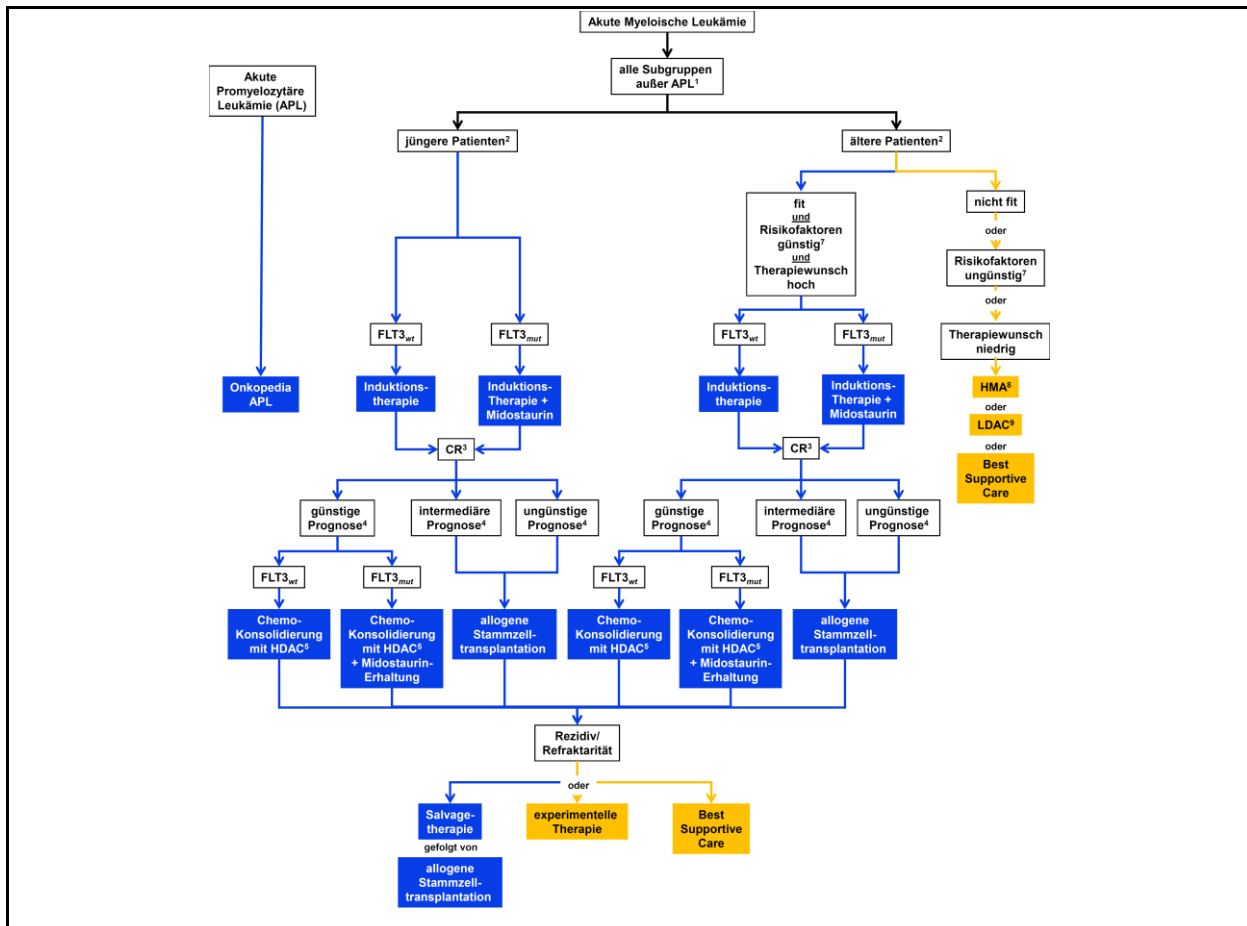 Akute Myeloische Leukämie
alle Subgruppen
außer APL¹
Akute
Promyelozytäre
Leukämie (APL)
jüngere Patienten²
ältere Patienten²
fit
und
Risikofaktoren
günstig⁷
und
Therapiewunsch
hoch
nicht fit
oder
Risikofaktoren
ungünstig⁷
oder
Therapiewunsch
niedrig
FLT3wt
FLT3mut
FLT3wt
FLT3mut
Onkopedia
APL
Induktions-
therapie
Induktions-
Therapie +
Midostaurin
Induktions-
therapie
Induktions-
Therapie +
Midostaurin
HMA⁸
oder
LDAC⁹
oder
Best
Supportive
Care
CR³
CR³
günstige
Prognose⁴
intermediäre
Prognose⁴
ungünstige
Prognose⁴
günstige
Prognose⁴
intermediäre
Prognose⁴
ungünstige
Prognose⁴
FLT3wt
FLT3mut
FLT3wt
FLT3mut
Chemo-
Konsolidierung
mit HDAC⁵
Chemo-
Konsolidierung
mit HDAC⁵
+ Midostaurin-
Erhaltung
allogene
Stammzell-
transplantation
Chemo-
Konsolidierung
mit HDAC⁵
Chemo-
Konsolidierung
mit HDAC⁵
+ Midostaurin-
Erhaltung
allogene
Stammzell-
transplantation
Rezidiv/
Refraktarität
oder
Salvage-
therapie
gefolgt von
allogene
Stammzell-
transplantation
experimentelle
Therapie
Best
Supportive
Care